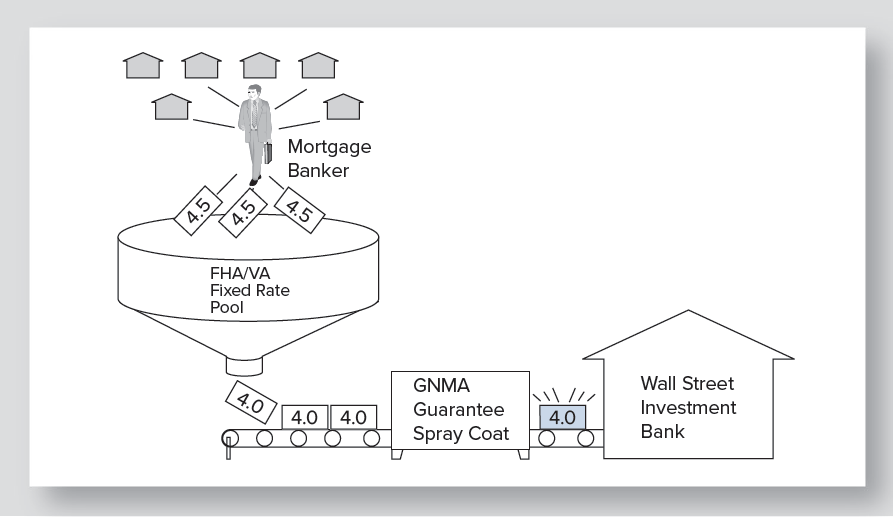 Mortgage
Banker
4.5
4.5
4.5
FHA/VA
Fixed Rate
Pool
4.0
4.0
4.0
GNMA
Guarantee
Spray Coat
4.0
Wall Street
Investment
Bank